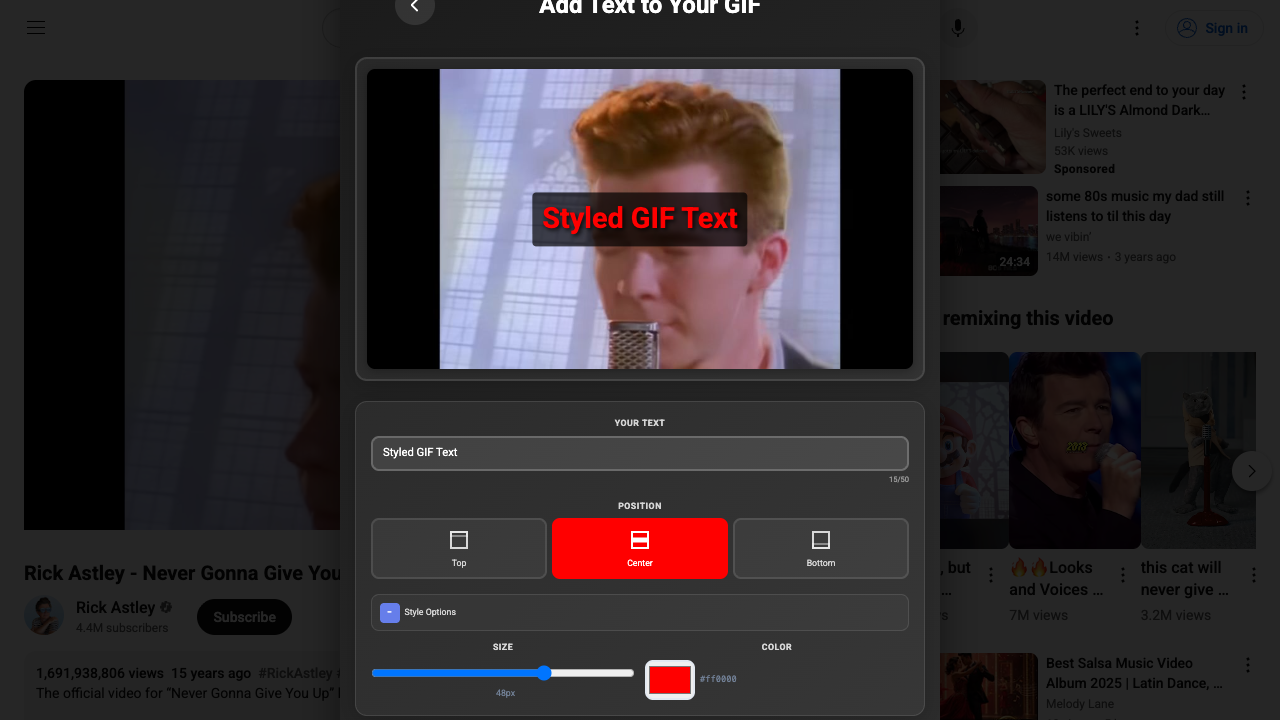 Add Text to Your GIF
Sign in
Styled GIF Text
YOUR TEXT
Styled GIF Text
15/50
POSITION
Top
Center
Bottom
Style Options
SIZE
COLOR
48px
#ff0000
Rick Astley - Never Gonna Give You
Rick Astley
4.4M subscribers
Subscribe
1,691,938,806 views 15 years ago #RickAstley
The official video for “Never Gonna Give You Up”
The perfect end to your day
is a LILY'S Almond Dark…
Lily's Sweets
53K views
Sponsored
some 80s music my dad still
listens to til this day
we vibin'
14M views • 3 years ago
24:34
remixing this video
, but
…
🔥🔥Looks
and Voices …
7M views
this cat will
never give …
3.2M views
Best Salsa Music Video
Album 2025 | Latin Dance, …
Melody Lane